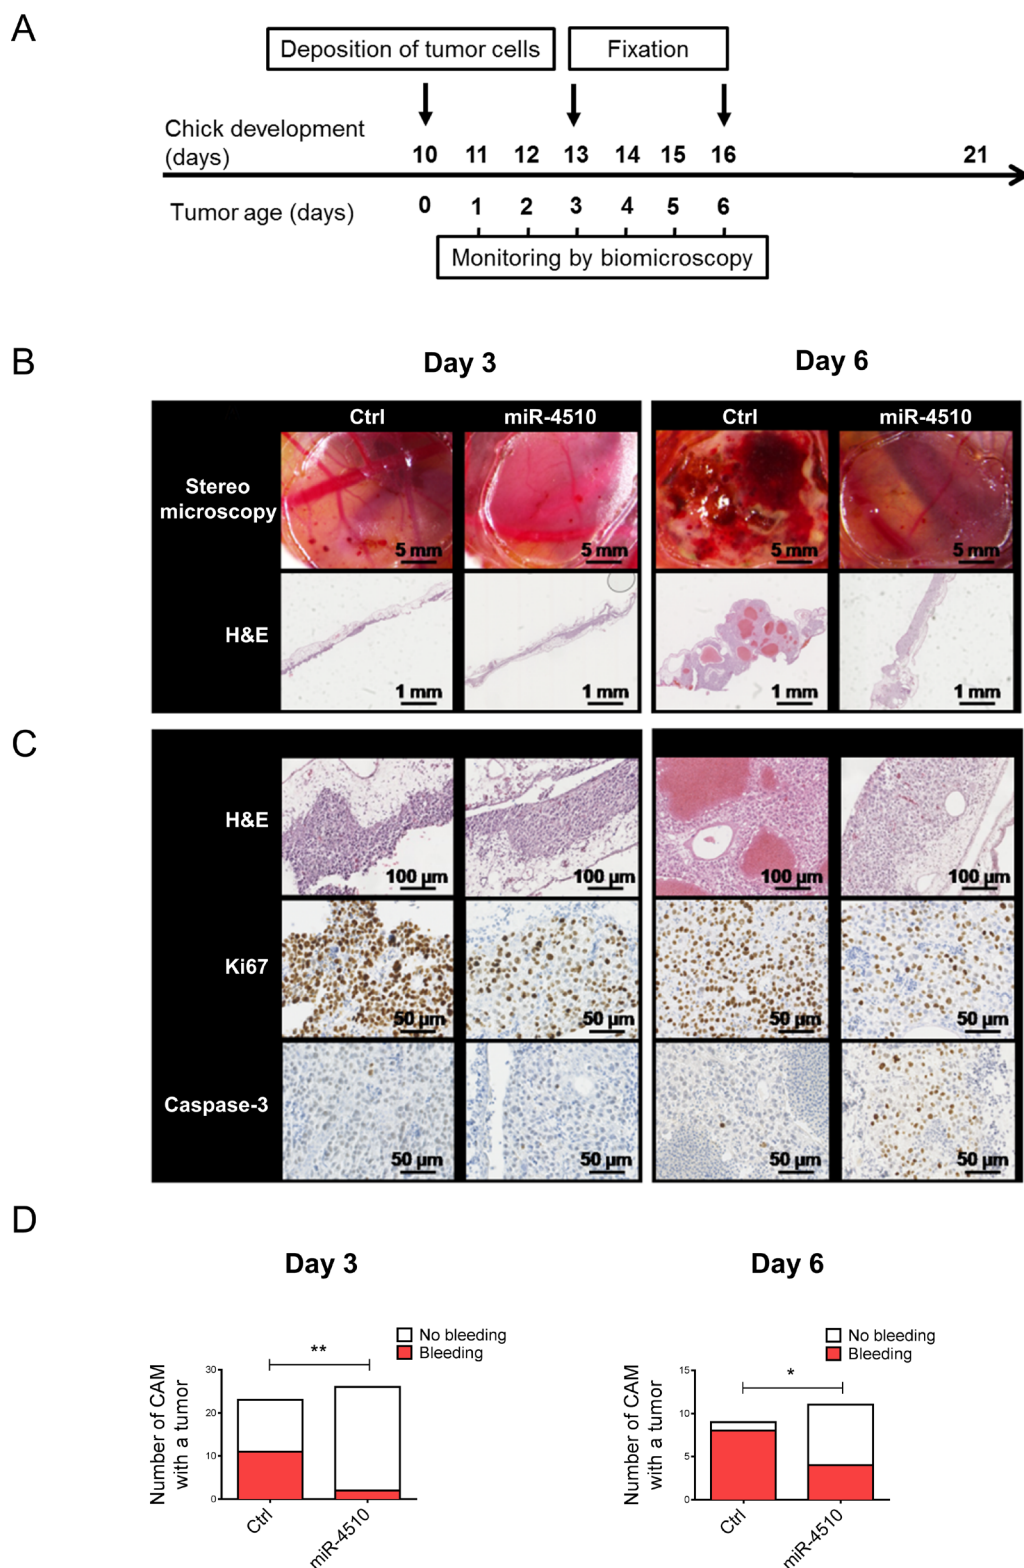 A
Deposition of tumor cells
Fixation
Chick development
(days)
10 11 12 13 14 15 16 21
Tumor age (days)
0 1 2 3 4 5 6
Monitoring by biomicroscopy
B
Day 3
Day 6
Ctrl
miR-4510
Ctrl
miR-4510
Stereo
microscopy
5 mm
5 mm
5 mm
5 mm
H&E
1 mm
1 mm
1 mm
1 mm
C
H&E
100 µm
100 µm
100 µm
100 µm
Ki67
50 µm
50 µm
50 µm
50 µm
Caspase-3
50 µm
50 µm
50 µm
50 µm
D
Day 3
No bleeding
Bleeding
**
Number of CAM
with a tumor
30
20
10
0
Ctrl
miR-4510
Day 6
No bleeding
Bleeding
*
Number of CAM
with a tumor
15
10
5
0
Ctrl
miR-4510